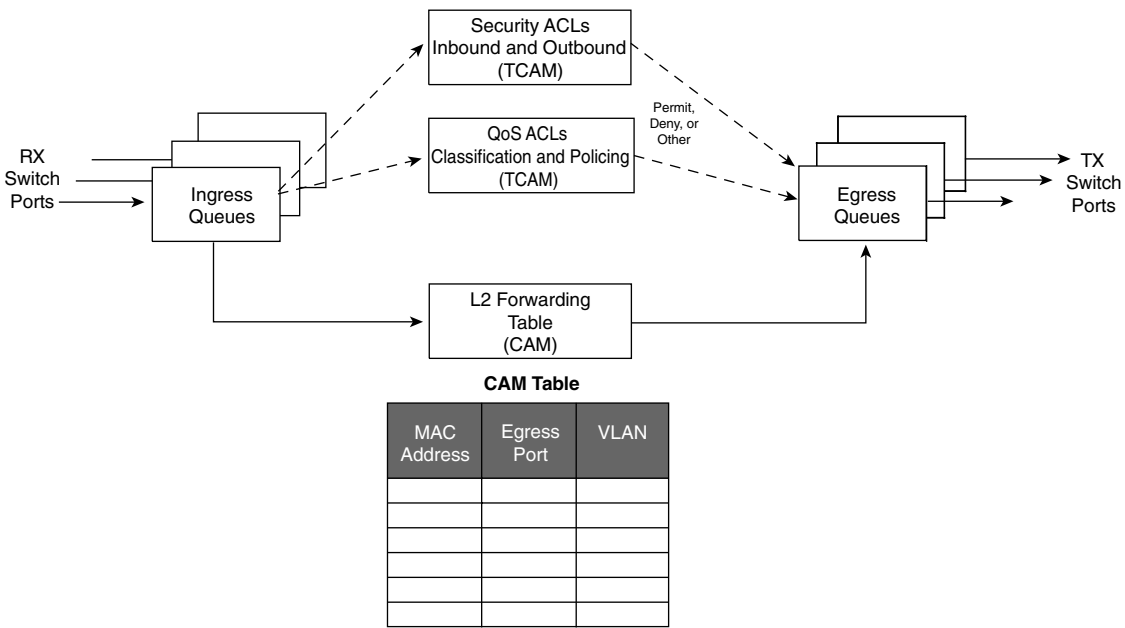 Security ACLs
Inbound and Outbound
(TCAM)
Permit,
Deny, or
Other
QoS ACLs
Classification and Policing
(TCAM)
RX
Switch
Ports
Ingress
Queues
Egress
Queues
TX
Switch
Ports
L2 Forwarding
Table
(CAM)
CAM Table
MAC
Address
Egress
Port
VLAN